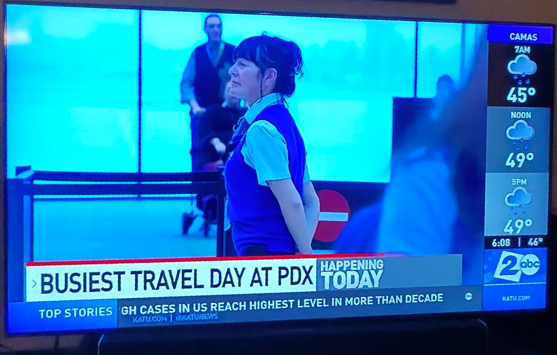 CAMAS
7AM
45°
NOON
49°
5PM
49°
6:08 46°
2 abc
KATU.COM
BUSIEST TRAVEL DAY AT PDX
HAPPENING
TODAY
TOP STORIES
GH CASES IN US REACH HIGHEST LEVEL IN MORE THAN DECADE
abc
KATU.COM | @KATUNEWS